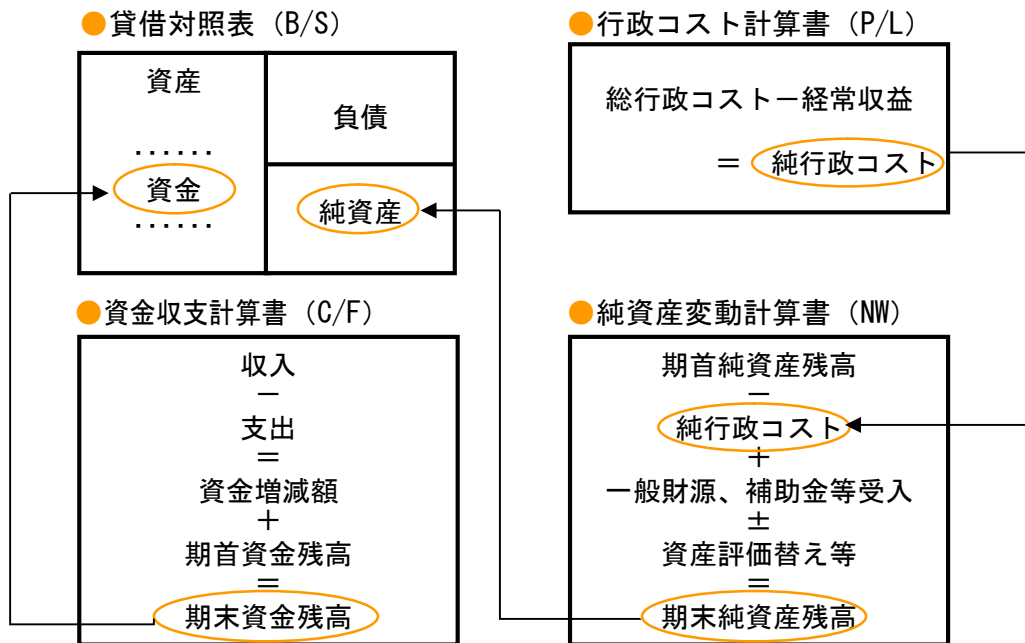 ●貸借対照表（B/S）
資産
‥‥‥
資金
‥‥‥
負債
純資産
●行政コスト計算書（P/L）
総行政コスト－経常収益
＝ 純行政コスト
●資金収支計算書（C/F）
収入
－
支出
＝
資金増減額
＋
期首資金残高
＝
期末資金残高
●純資産変動計算書（NW）
期首純資産残高
－
純行政コスト
＋
一般財源、補助金等受入
±
資産評価替え等
＝
期末純資産残高